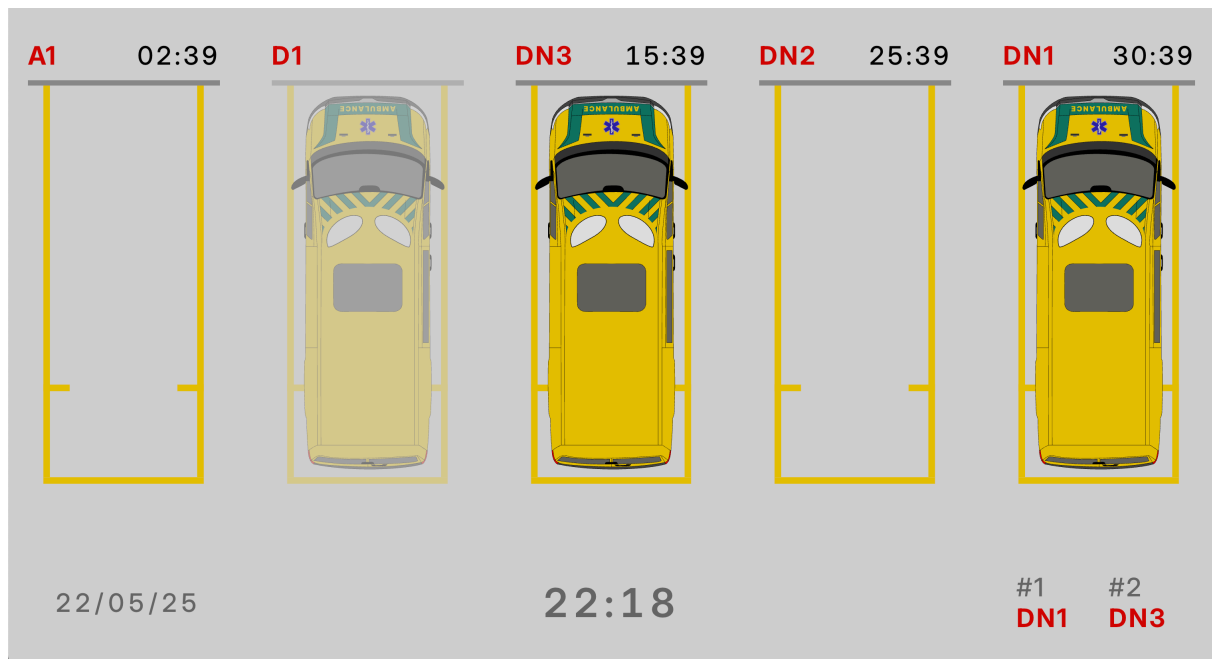 A1 02:39
D1
DN3 15:39
DN2 25:39
DN1 30:39
AMBULANCE
AMBULANCE
AMBULANCE
22/05/25
22:18
#1 #2
DN1 DN3